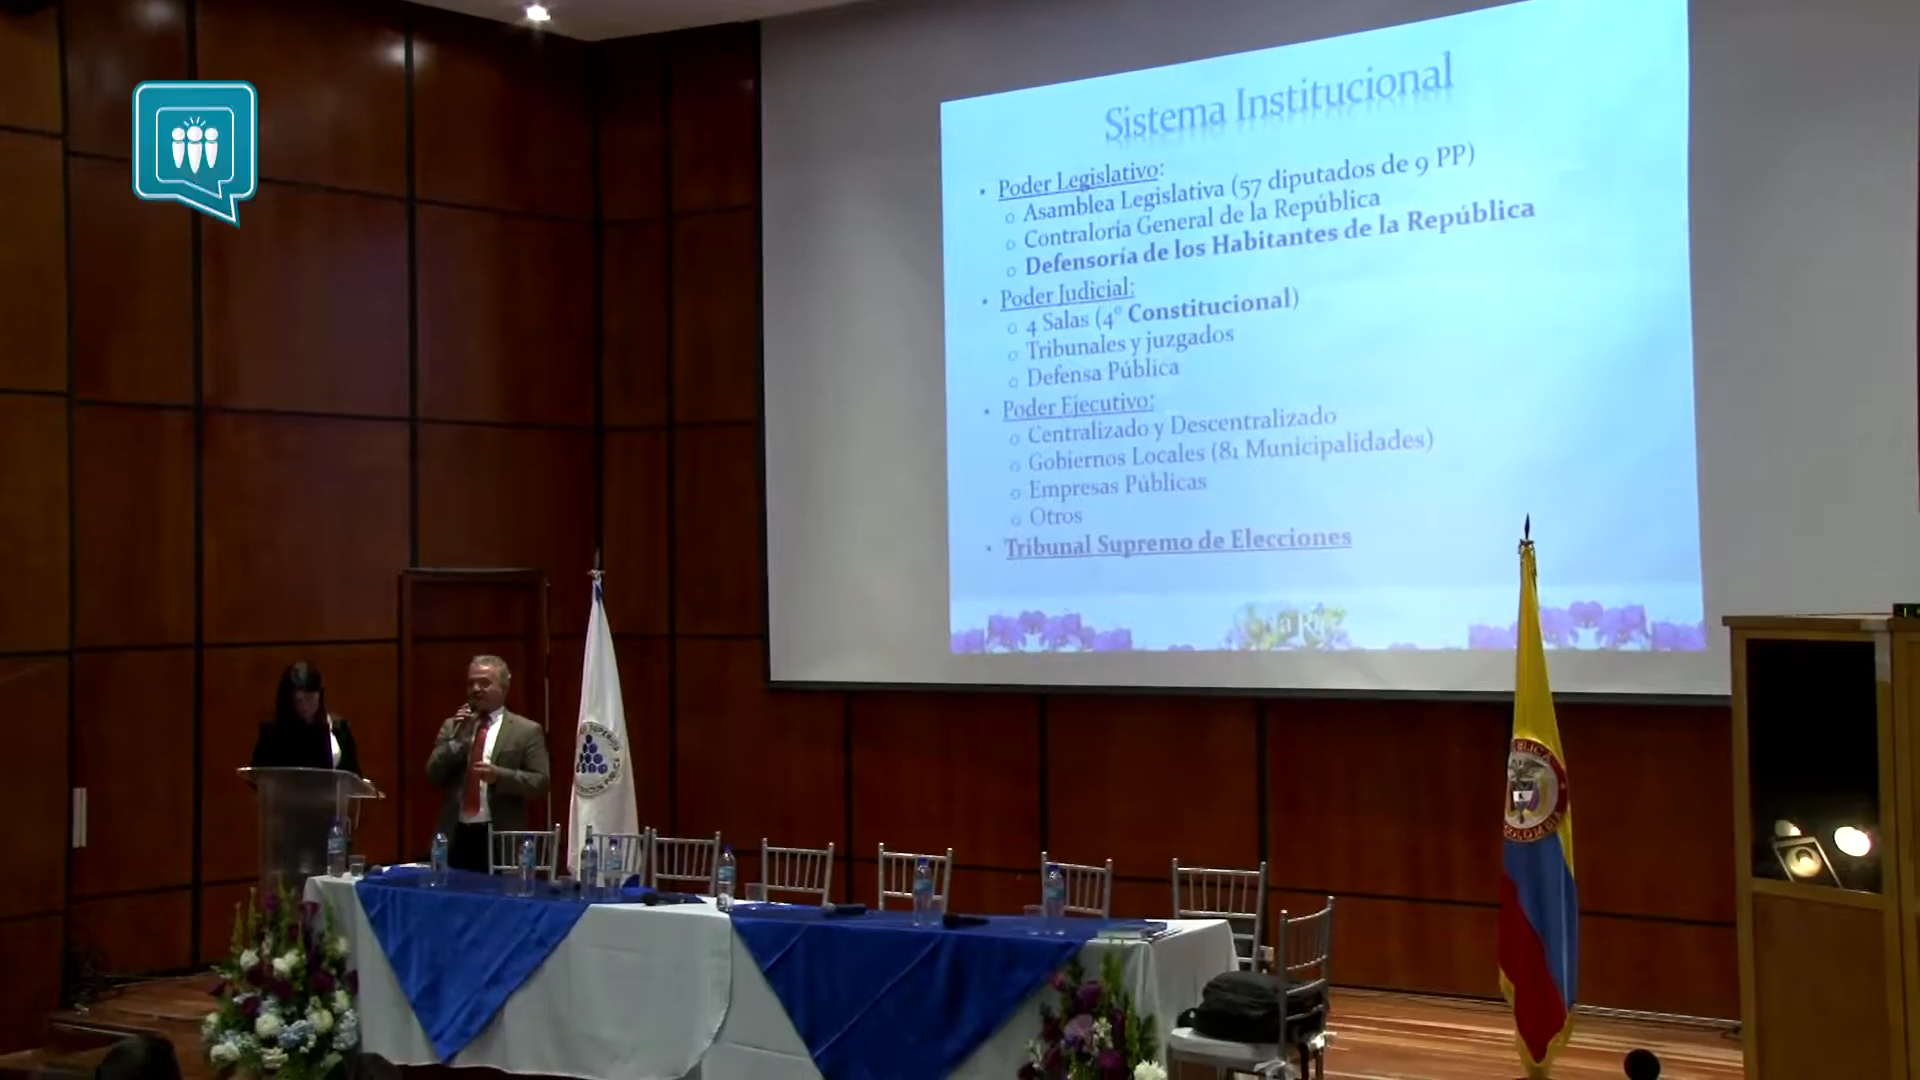 Sistema Institucional
• Poder Legislativo:
o Asamblea Legislativa (57 diputados de 9 PP)
o Contraloría General de la República
o Defensoría de los Habitantes de la República
• Poder Judicial:
o 4 Salas (4° Constitucional)
o Tribunales y juzgados
o Defensa Pública
• Poder Ejecutivo:
o Centralizado y Descentralizado
o Gobiernos Locales (81 Municipalidades)
o Empresas Públicas
o Otros
• Tribunal Supremo de Elecciones
SUPERIOR
COLOMBIA